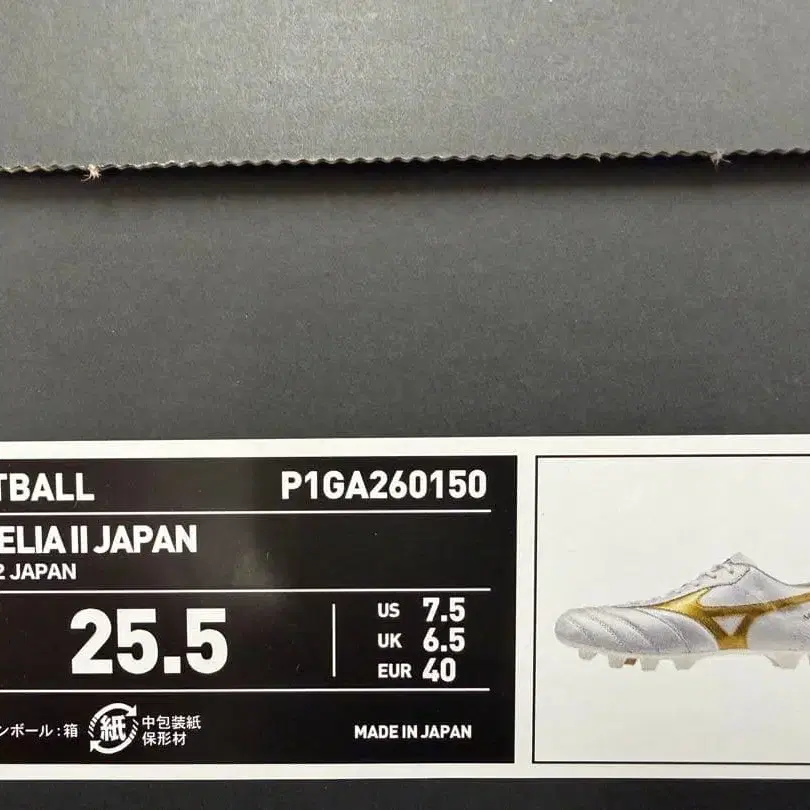 TBALL P1GA260150
ELIA II JAPAN
2 JAPAN
25.5
US 7.5
UK 6.5
EUR 40
ンボール:箱 紙 中包装紙
保形材
MADE IN JAPAN